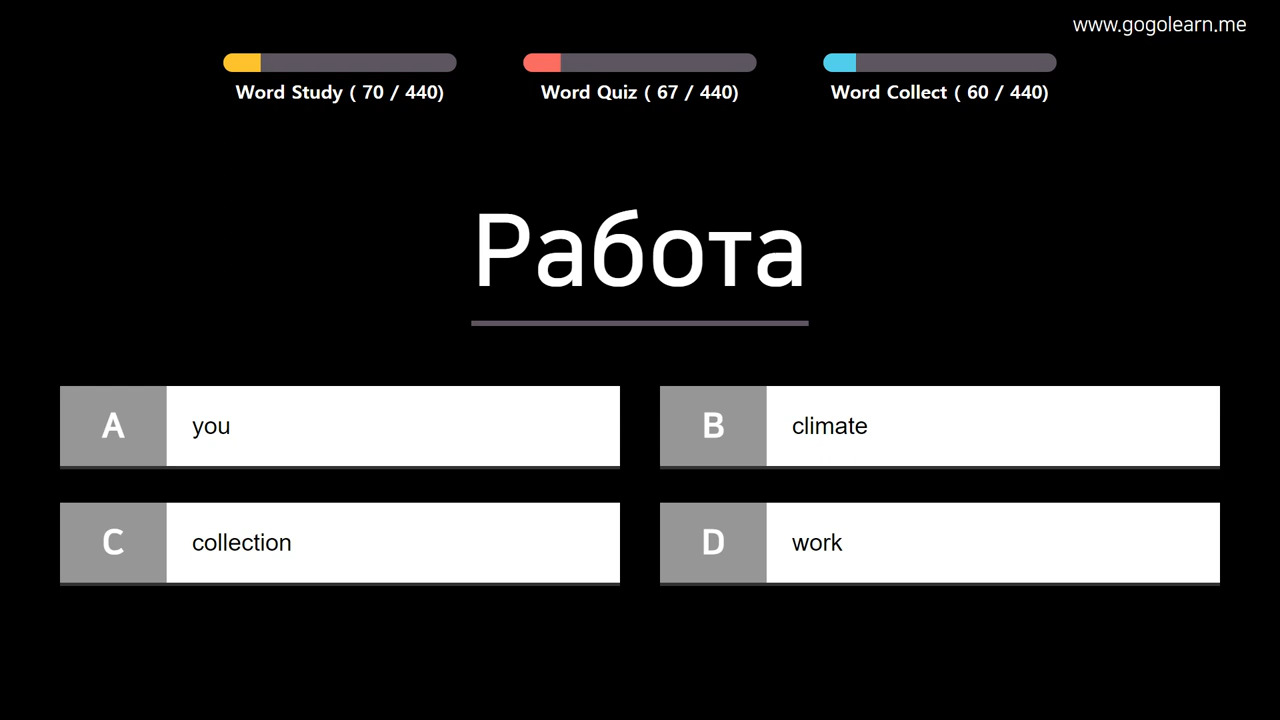 www.gogolearn.me
Word Study ( 70 / 440)
Word Quiz ( 67 / 440)
Word Collect ( 60 / 440)
Работа
A you
B climate
C collection
D work